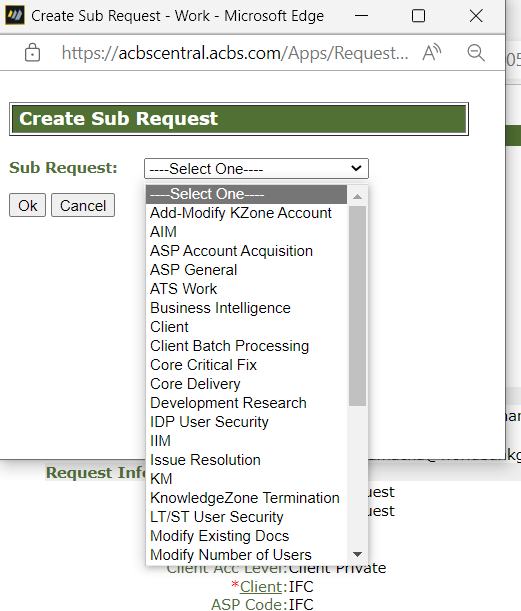 Create Sub Request - Work - Microsoft Edge
https://acbscentral.acbs.com/Apps/Request...
Create Sub Request
Sub Request:
----Select One----
Ok
Cancel
----Select One----
Add-Modify KZone Account
AIM
ASP Account Acquisition
ASP General
ATS Work
Business Intelligence
Client
Client Batch Processing
Core Critical Fix
Core Delivery
Development Research
IDP User Security
IIM
Issue Resolution
KM
KnowledgeZone Termination
LT/ST User Security
Modify Existing Docs
Modify Number of Users
Client Acc Level:Client Private
*Client:IFC
ASP Code:IFC